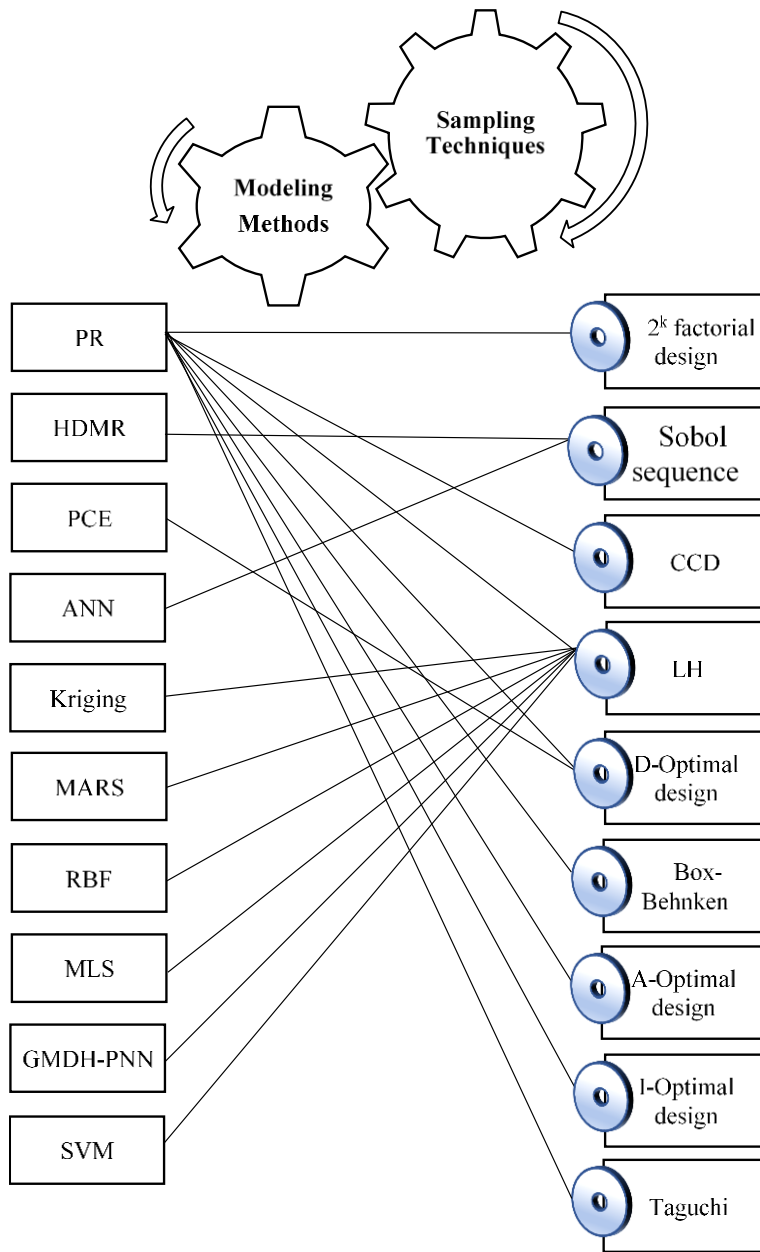 Sampling
Techniques
Modeling
Methods
PR
HDMR
PCE
ANN
Kriging
MARS
RBF
MLS
GMDH-PNN
SVM
2ᵏ factorial
design
Sobol
sequence
CCD
LH
D-Optimal
design
Box-
Behnken
A-Optimal
design
I-Optimal
design
Taguchi